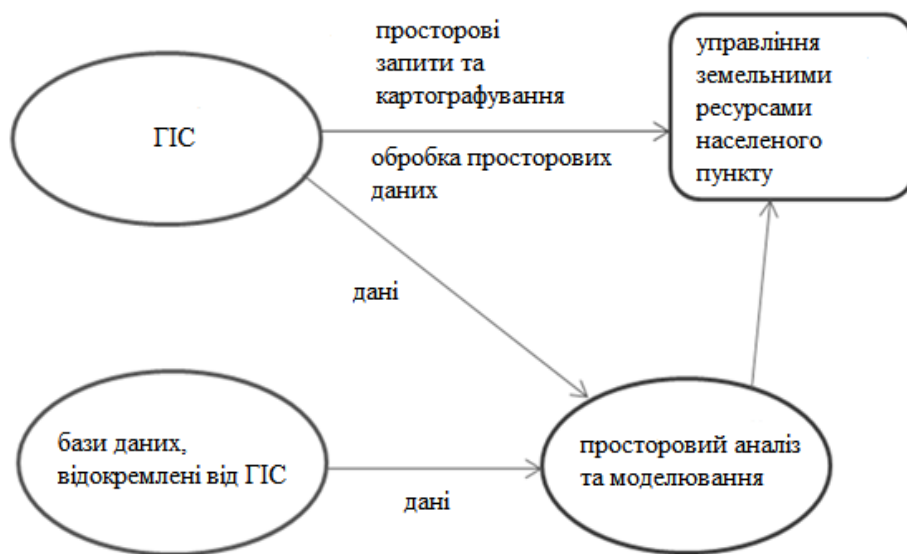 просторові
запити та
картографування
управління
земельними
ресурсами
населеного
пункту
ГІС
обробка просторових
даних
дані
бази даних,
відокремлені від ГІС
просторовий аналіз
та моделювання
дані